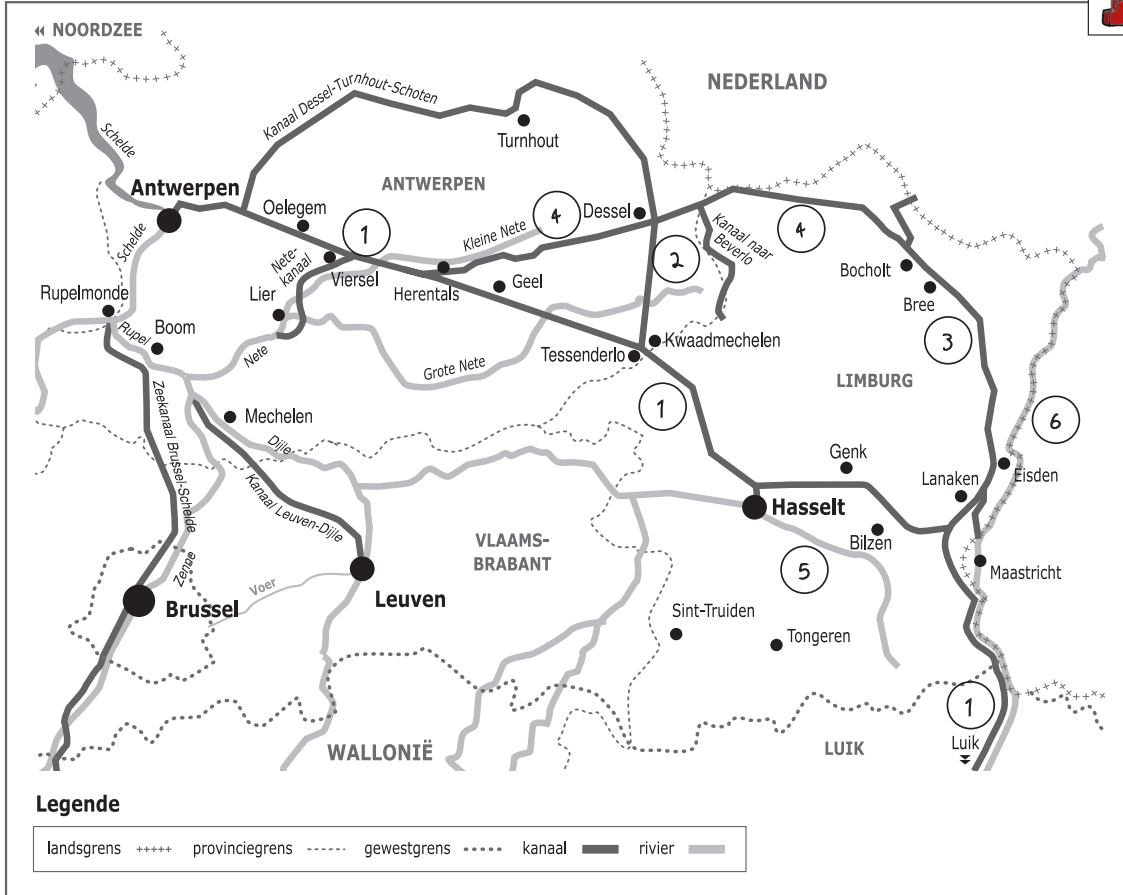 NOORDZEE
NEDERLAND
Kanaal Dessel-Turnhout-Schoten
Schelde
Turnhout
Antwerpen
ANTWERPEN
Oelegem
1
4
Kleine Nete
Dessel
Kanaal naar
Beverlo
4
Schelde
Nete-
kanaal
Viersel
2
Bocholt
Rupelmonde
Lier
Herentals
Geel
Bree
Rupel
Boom
Nete
Grote Nete
Tessenderlo
Kwaadmechelen
3
LIMBURG
Zeekanaal Brussel-Schelde
Mechelen
1
6
Dijle
Genk
Kanaal Leuven-Dijle
Lanaken
Eisden
Hasselt
VLAAMS-
BRABANT
Bilzen
5
Zenne
Voer
Maastricht
Brussel
Leuven
Sint-Truiden
Tongeren
1
WALLONIË
LUIK
Luik
Legende
landsgrens provinciegrens gewestgrens kanaal rivier